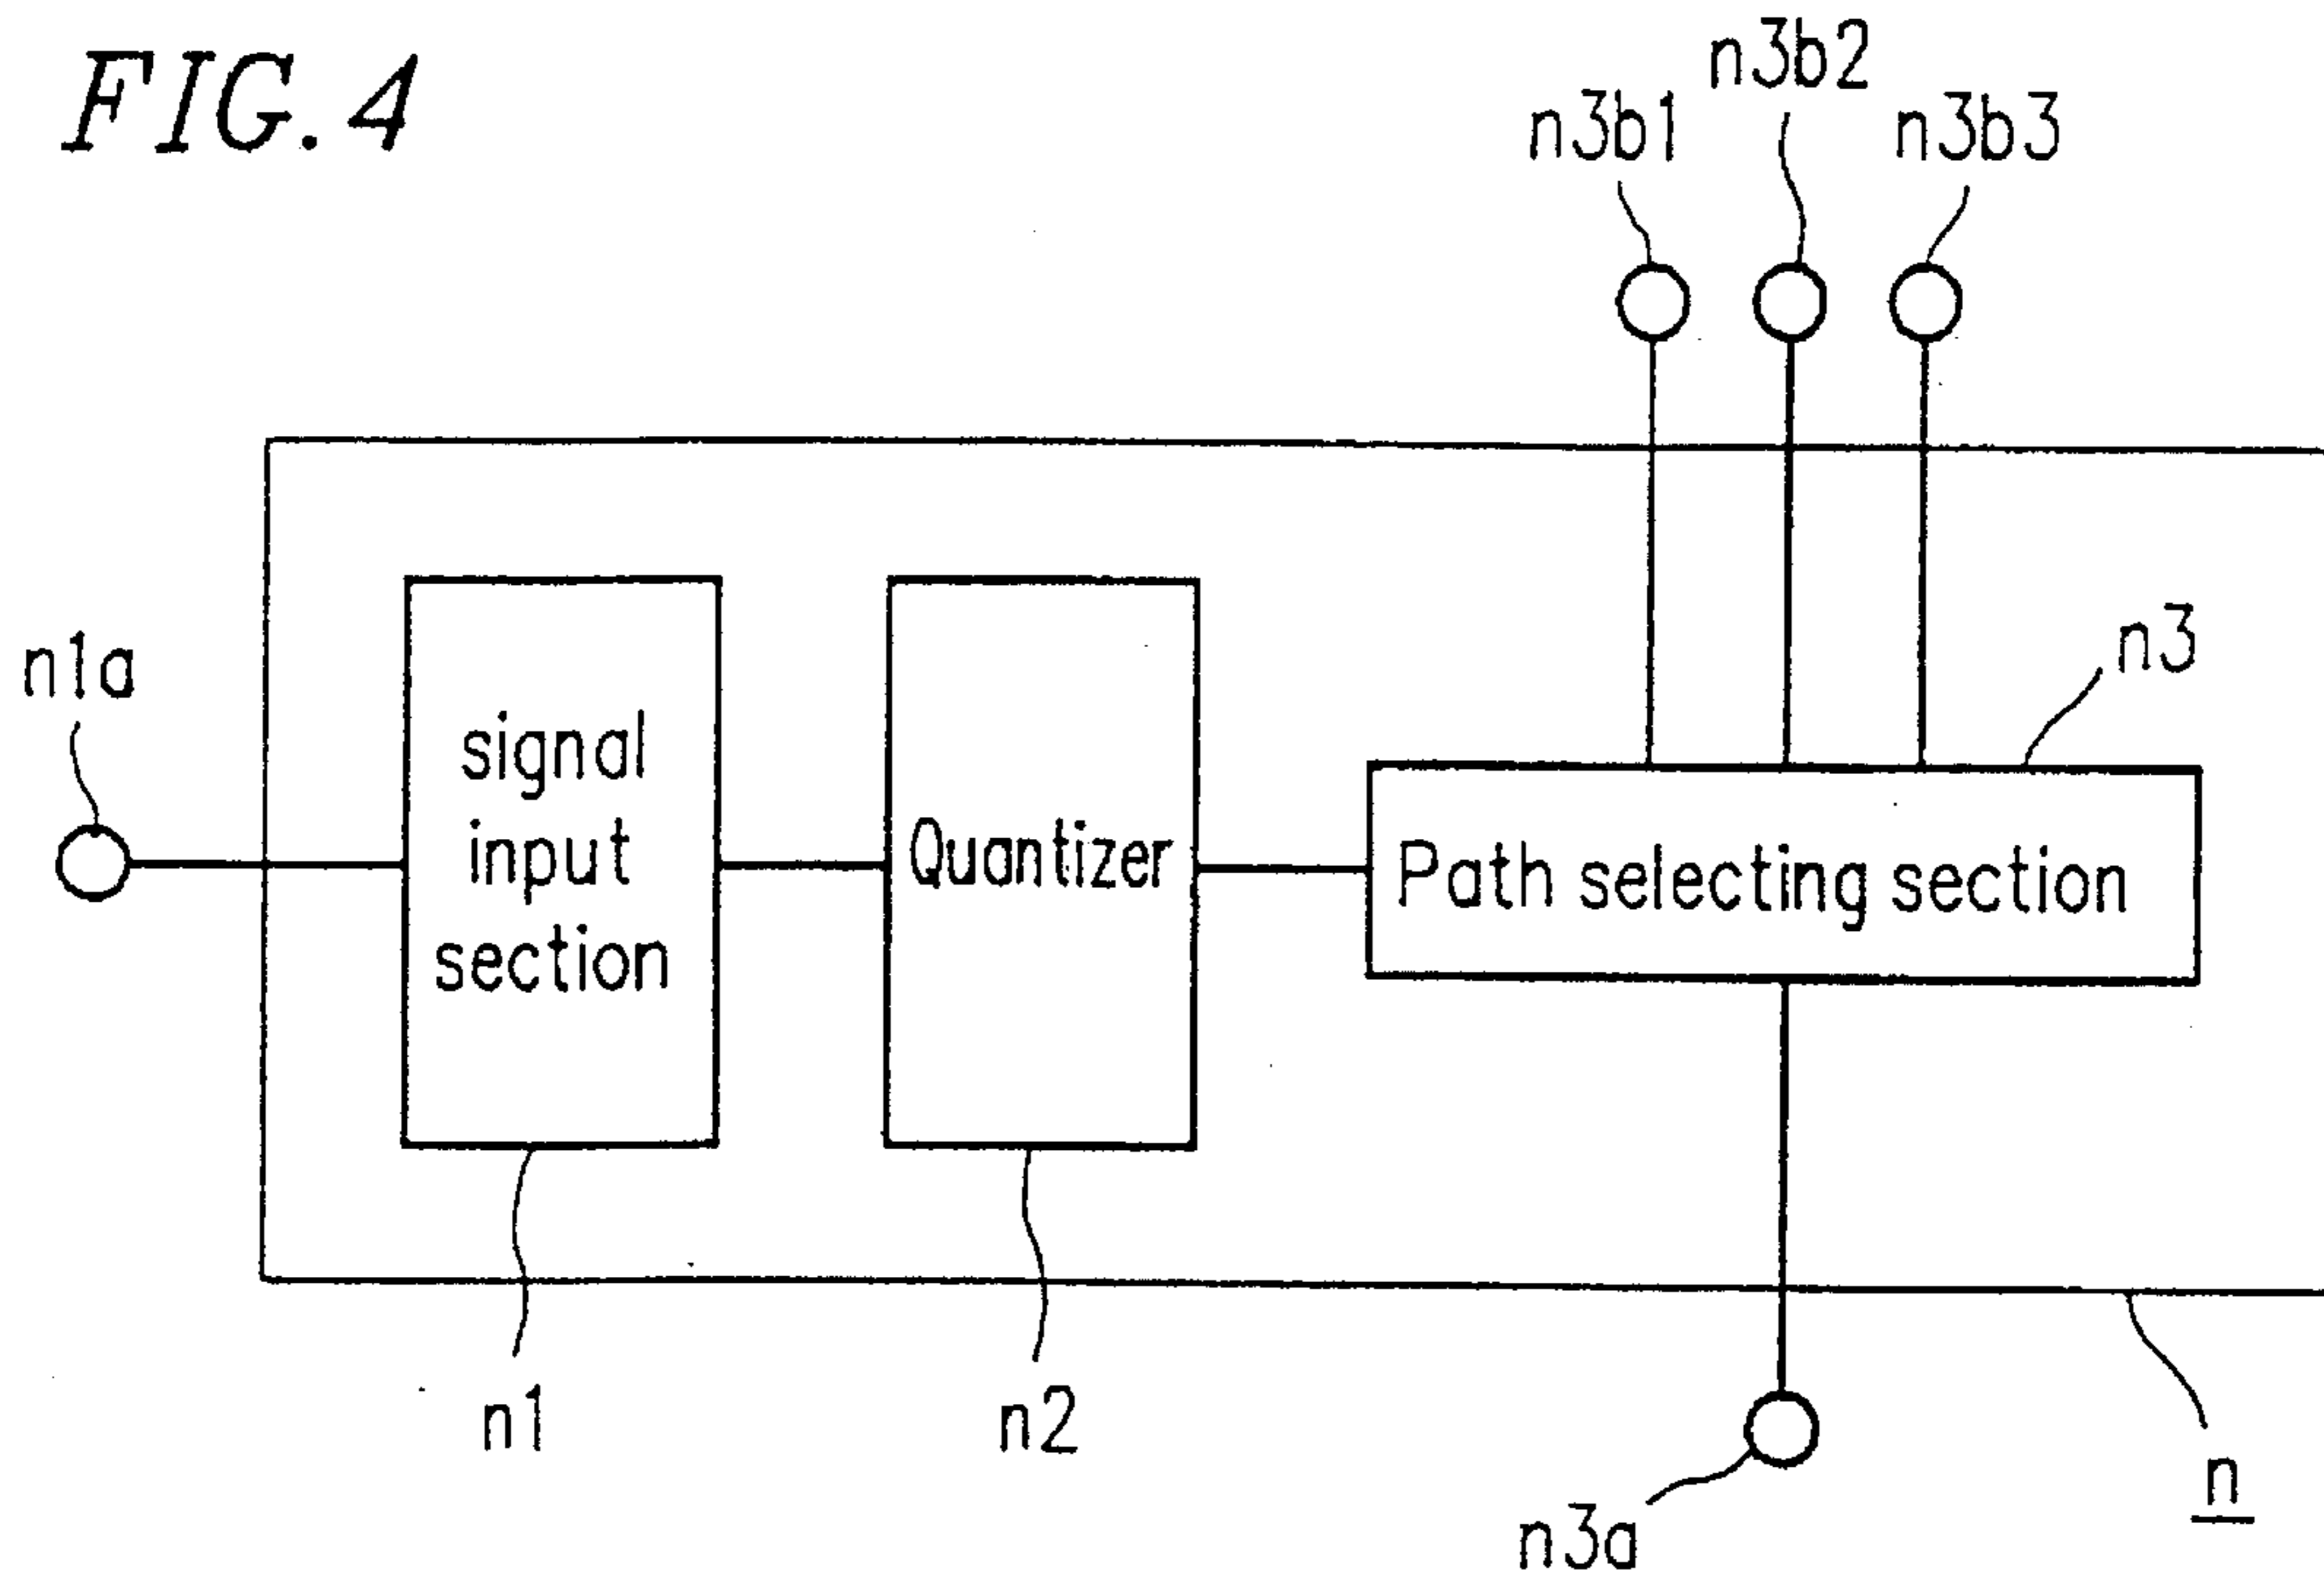 FIG. 4
n3b2
n3b1
n3b3
n1a
n3
signal
input
section
Quantizer
Path selecting section
n1
n2
n3a
n